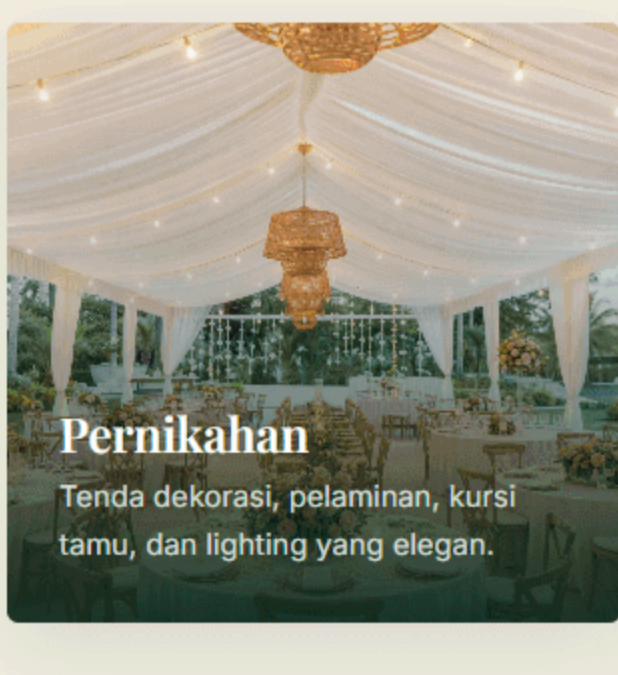 Pernikahan
Tenda dekorasi, pelaminan, kursi
tamu, dan lighting yang elegan.